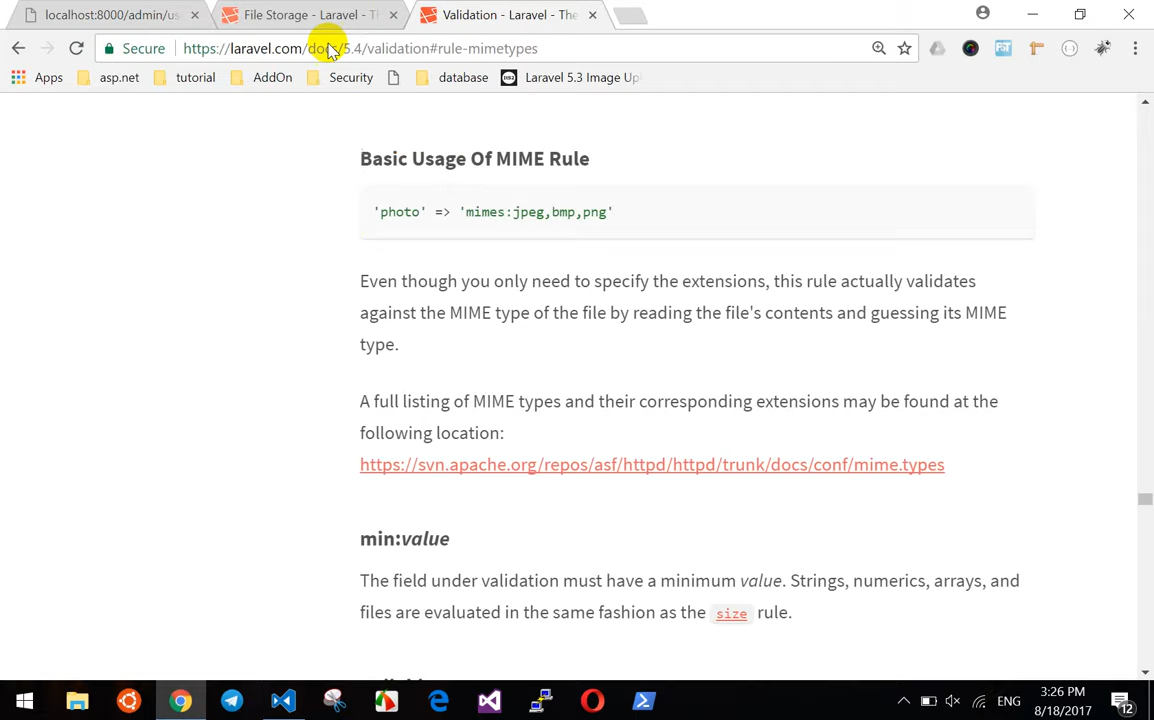 localhost:8000/admin/us
File Storage - Laravel - Th
Validation - Laravel - The
Secure
https://laravel.com/docs/5.4/validation#rule-mimetypes
Apps
asp.net
tutorial
AddOn
Security
database
Laravel 5.3 Image Up
Basic Usage Of MIME Rule
'photo' => 'mimes:jpeg,bmp,png'
Even though you only need to specify the extensions, this rule actually validates
against the MIME type of the file by reading the file's contents and guessing its MIME
type.
A full listing of MIME types and their corresponding extensions may be found at the
following location:
https://svn.apache.org/repos/asf/httpd/httpd/trunk/docs/conf/mime.types
min:value
The field under validation must have a minimum value. Strings, numerics, arrays, and
files are evaluated in the same fashion as the size rule.
ENG
3:26 PM
8/18/2017
12